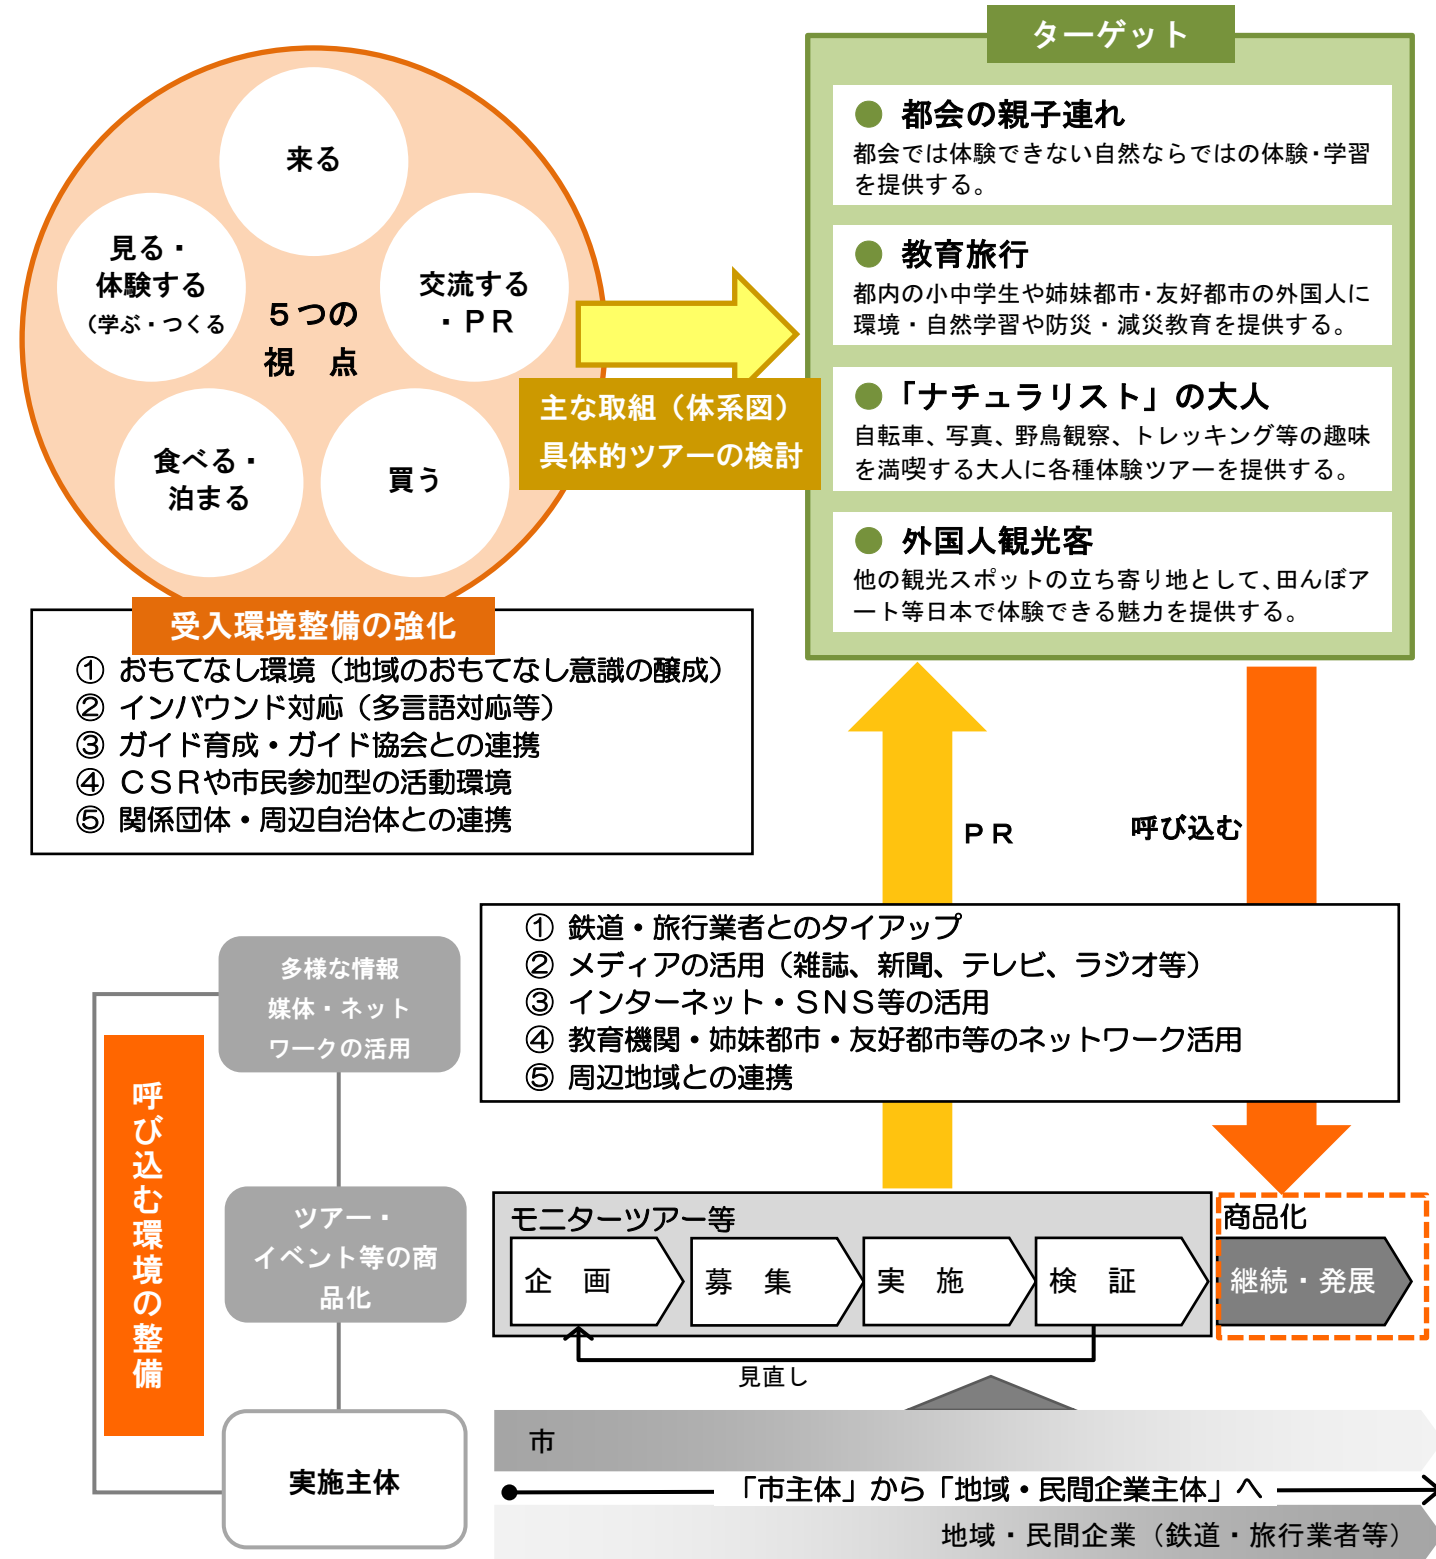 ターゲット
● 都会の親子連れ
都会では体験できない自然ならではの体験・学習
を提供する。
● 教育旅行
都内の小中学生や姉妹都市・友好都市の外国人に
環境・自然学習や防災・減災教育を提供する。
● 「ナチュラリスト」の大人
自転車、写真、野鳥観察、トレッキング等の趣味
を満喫する大人に各種体験ツアーを提供する。
● 外国人観光客
他の観光スポットの立ち寄り地として、田んぼア
ート等日本で体験できる魅力を提供する。
来る
見る・
体験する
（学ぶ・つくる
交流する
・ＰＲ
５つの
視　点
食べる・
泊まる
買う
主な取組（体系図）
具体的ツアーの検討
受入環境整備の強化
① おもてなし環境（地域のおもてなし意識の醸成）
② インバウンド対応（多言語対応等）
③ ガイド育成・ガイド協会との連携
④ ＣＳＲや市民参加型の活動環境
⑤ 関係団体・周辺自治体との連携
ＰＲ
呼び込む
① 鉄道・旅行業者とのタイアップ
② メディアの活用（雑誌、新聞、テレビ、ラジオ等）
③ インターネット・ＳＮＳ等の活用
④ 教育機関・姉妹都市・友好都市等のネットワーク活用
⑤ 周辺地域との連携
多様な情報
媒体・ネット
ワークの活用
呼び込む環境の整備
ツアー・
イベント等の商
品化
実施主体
モニターツアー等
企　画
募　集
実　施
検　証
商品化
継続・発展
見直し
市
「市主体」から「地域・民間企業主体」へ
地域・民間企業（鉄道・旅行業者等）